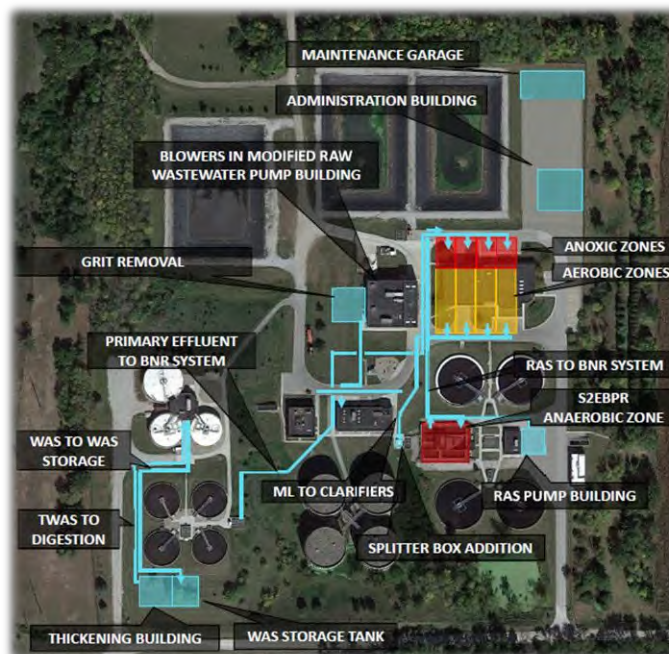 MAINTENANCE GARAGE
ADMINISTRATION BUILDING
BLOWERS IN MODIFIED RAW
WASTEWATER PUMP BUILDING
ANOXIC ZONES
GRIT REMOVAL
AEROBIC ZONES
PRIMARY EFFLUENT
TO BNR SYSTEM
RAS TO BNR SYSTEM
S2EBPR
ANAEROBIC ZONE
WAS TO WAS
STORAGE
ML TO CLARIFIERS
RAS PUMP BUILDING
TWAS TO
DIGESTION
SPLITTER BOX ADDITION
THICKENING BUILDING
WAS STORAGE TANK